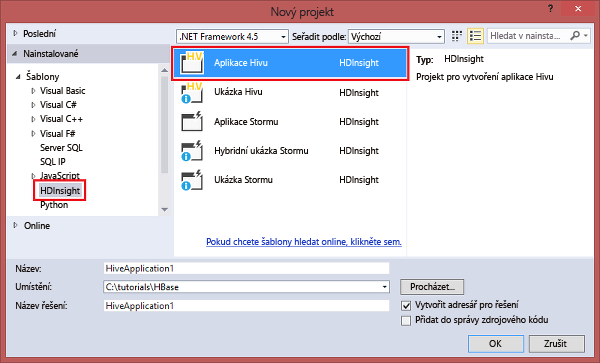 Nový projekt
Poslední
.NET Framework 4.5
Seřadit podle:
Výchozí
Hledat v nainsta...
Nainstalované
Šablony
Visual Basic
Visual C#
Visual C++
Visual F#
Server SQL
SQL IP
JavaScript
HDInsight
Python
Online
Aplikace Hivu HDInsight
Ukázka Hivu HDInsight
Aplikace Stormu HDInsight
Hybridní ukázka Stormu HDInsight
Ukázka Stormu HDInsight
Pokud chcete šablony hledat online, klikněte sem.
Typ: HDInsight
Projekt pro vytvoření aplikace Hivu
Název: HiveApplication1
Umístění: C:\tutorials\HBase
Procházet...
Název řešení: HiveApplication1
Vytvořit adresář pro řešení
Přidat do správy zdrojového kódu
OK
Zrušit